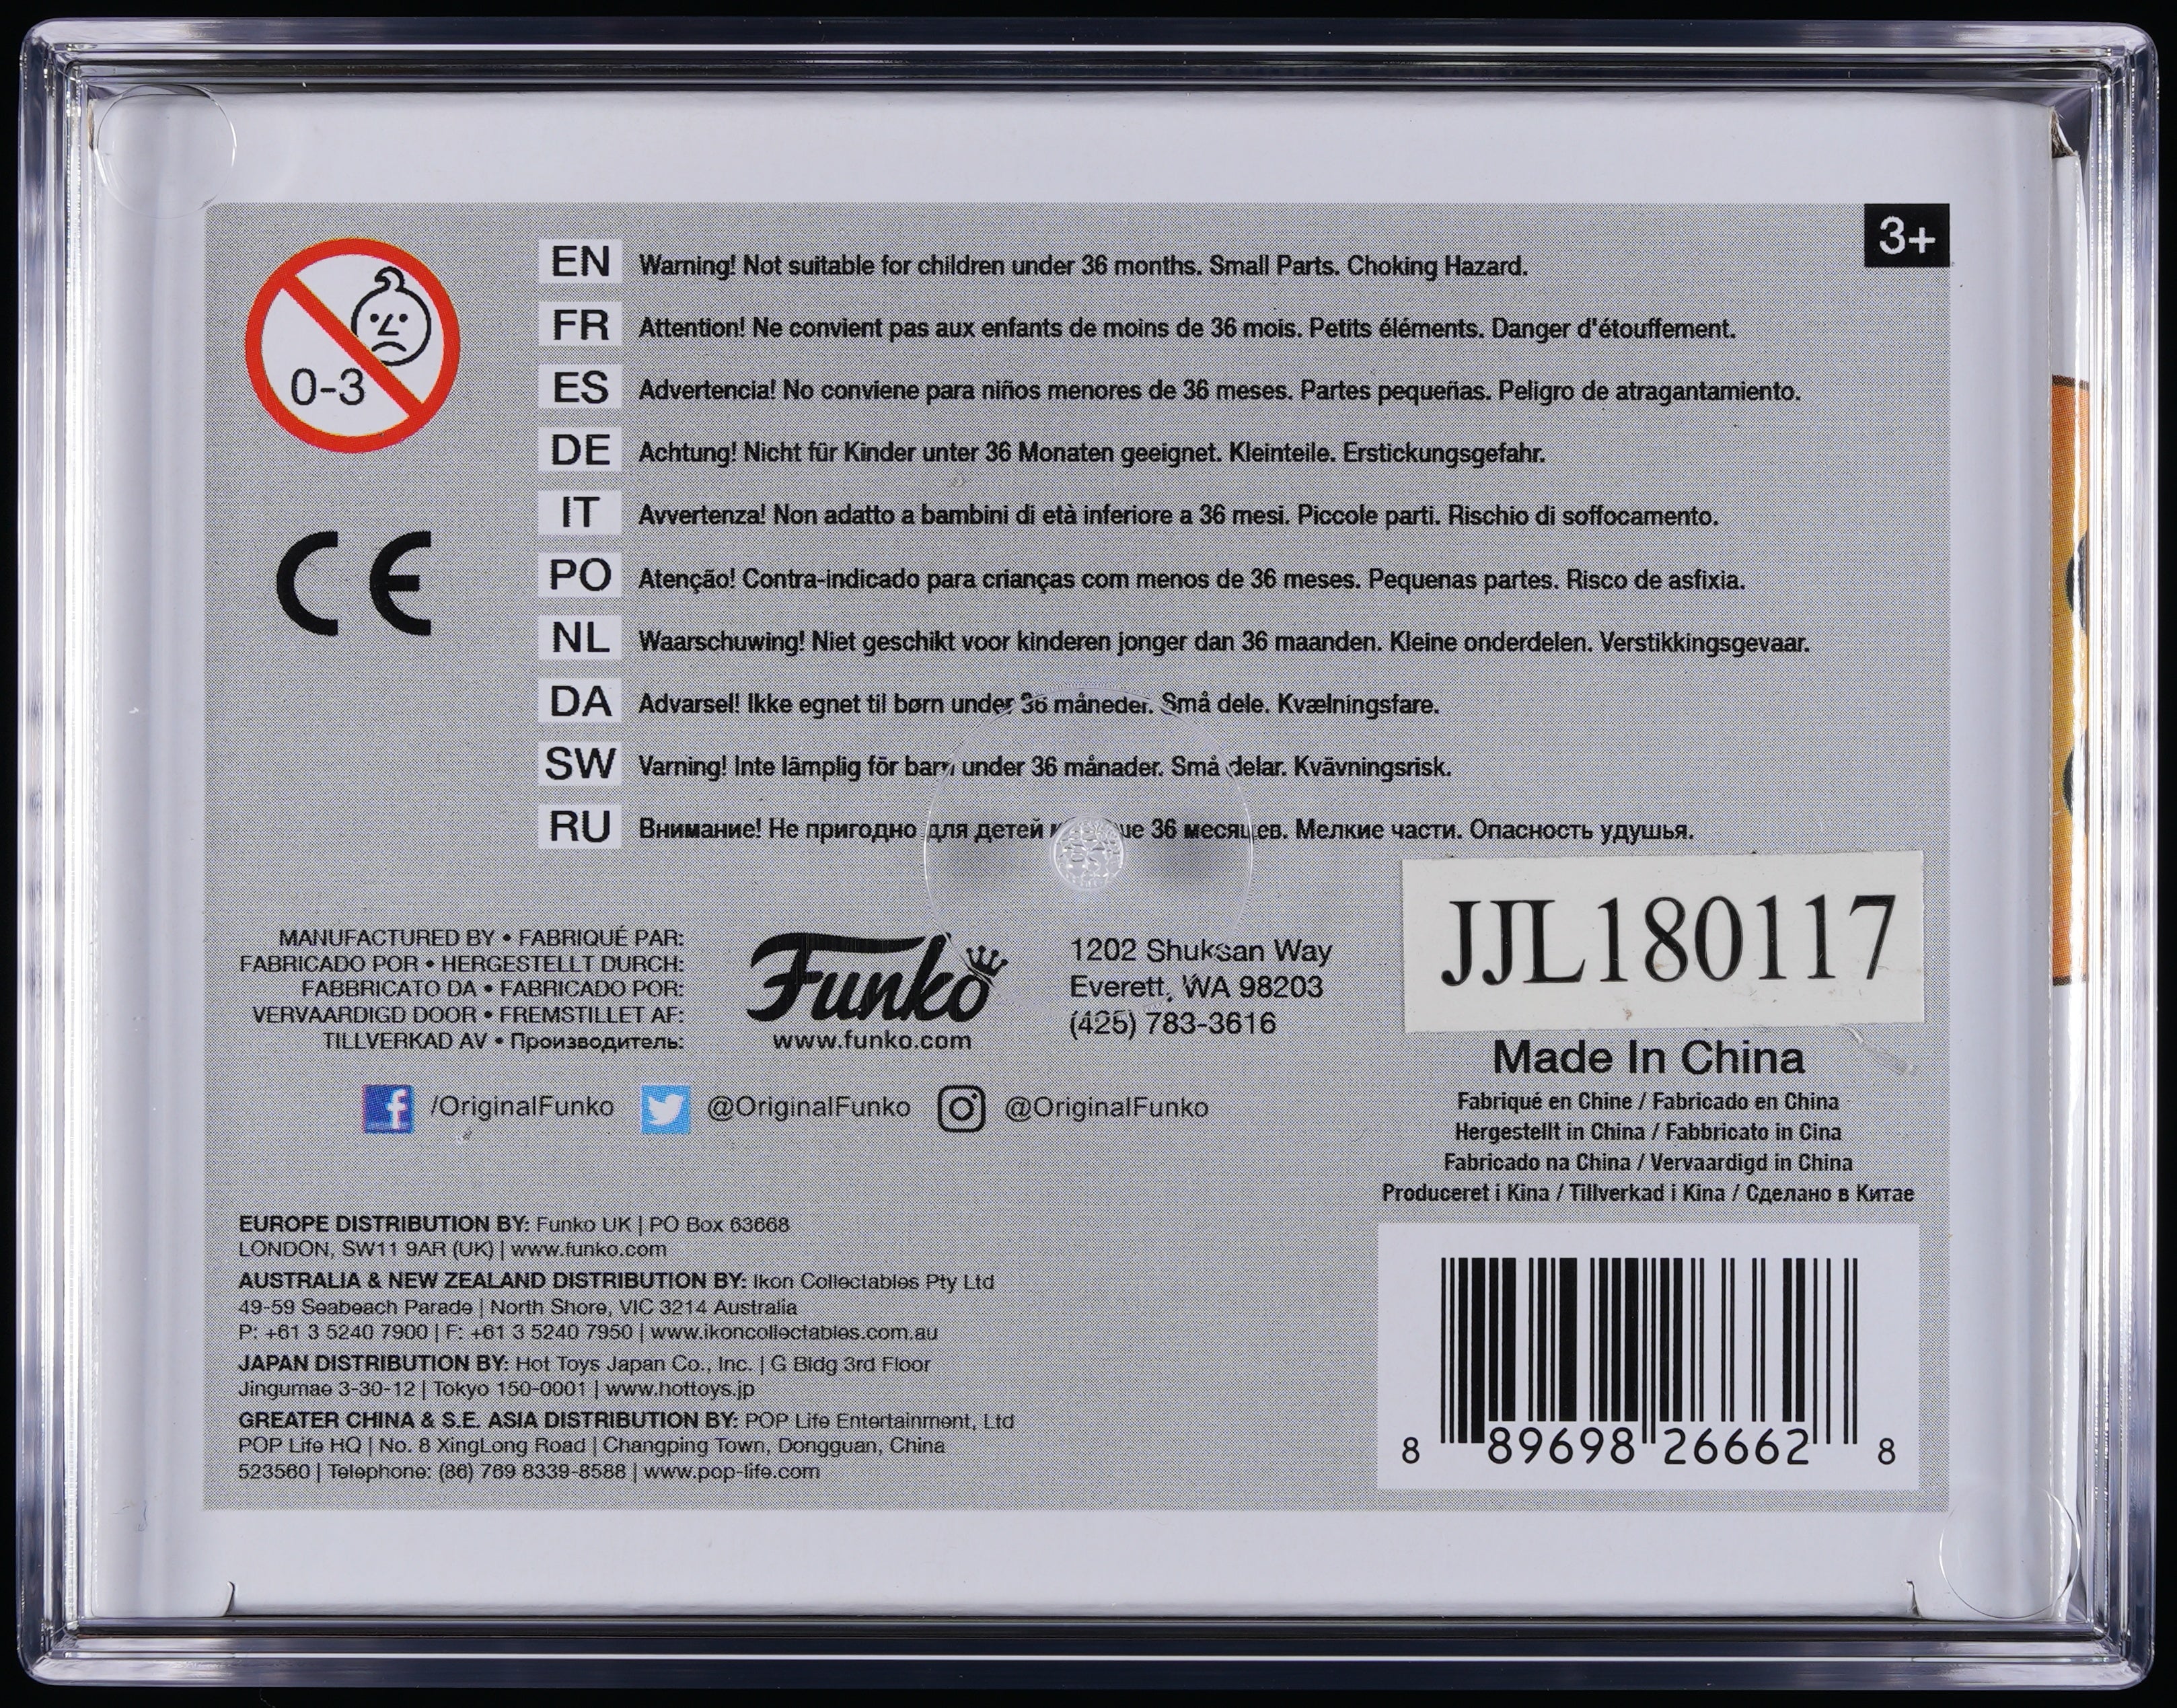 3+
0-3
EN Warning! Not suitable for children under 36 months. Small Parts. Choking Hazard.
FR Attention! Ne convient pas aux enfants de moins de 36 mois. Petits éléments. Danger d'étouffement.
ES Advertencia! No conviene para niños menores de 36 meses. Partes pequeñas. Peligro de atragantamiento.
DE Achtung! Nicht für Kinder unter 36 Monaten geeignet. Kleinteile. Erstickungsgefahr.
IT Avvertenza! Non adatto a bambini di età inferiore a 36 mesi. Piccole parti. Rischio di soffocamento.
PO Atenção! Contra-indicado para crianças com menos de 36 meses. Pequenas partes. Risco de asfixia.
CE
NL Waarschuwing! Niet geschikt voor kinderen jonger dan 36 maanden. Kleine onderdelen. Verstikkingsgevaar.
DA Advarsel! Ikke egnet til børn under 36 måneder. Små dele. Kvælningsfare.
SW Varning! Inte lämplig för barn under 36 månader. Små delar. Kvävningsrisk.
RU Внимание! Не пригодно для детей 36 месяцев. Мелкие части. Опасность удушья.
MANUFACTURED BY • FABRIQUÉ PAR:
FABRICADO POR • HERGESTELLT DURCH:
FABBRICATO DA • FABRICADO POR:
VERVAARDIGD DOOR • FREMSTILLET AF:
TILLVERKAD AV • Производитель:
Funko
www.funko.com
1202 Shuksan Way
Everett, WA 98203
(425) 783-3616
JJL180117
Made In China
Fabriqué en Chine / Fabricado en China
Hergestellt in China / Fabbricato in Cina
Fabricado na China / Vervaardigd in China
Produceret i Kina / Tillverkad i Kina / Сделано в Китае
/OriginalFunko @OriginalFunko @OriginalFunko
EUROPE DISTRIBUTION BY: Funko UK | PO Box 63668
LONDON, SW11 9AR (UK) | www.funko.com
AUSTRALIA & NEW ZEALAND DISTRIBUTION BY: Ikon Collectables Pty Ltd
49-59 Seabeach Parade | North Shore, VIC 3214 Australia
P: +61 3 5240 7900 | F: +61 3 5240 7950 | www.ikoncollectables.com.au
JAPAN DISTRIBUTION BY: Hot Toys Japan Co., Inc. | G Bldg 3rd Floor
Jingumae 3-30-12 | Tokyo 150-0001 | www.hottoys.jp
GREATER CHINA & S.E. ASIA DISTRIBUTION BY: POP Life Entertainment, Ltd
POP Life HQ | No. 8 XingLong Road | Changping Town, Dongguan, China
523560 | Telephone: (86) 769 8339-8588 | www.pop-life.com
8 89698 26662 8